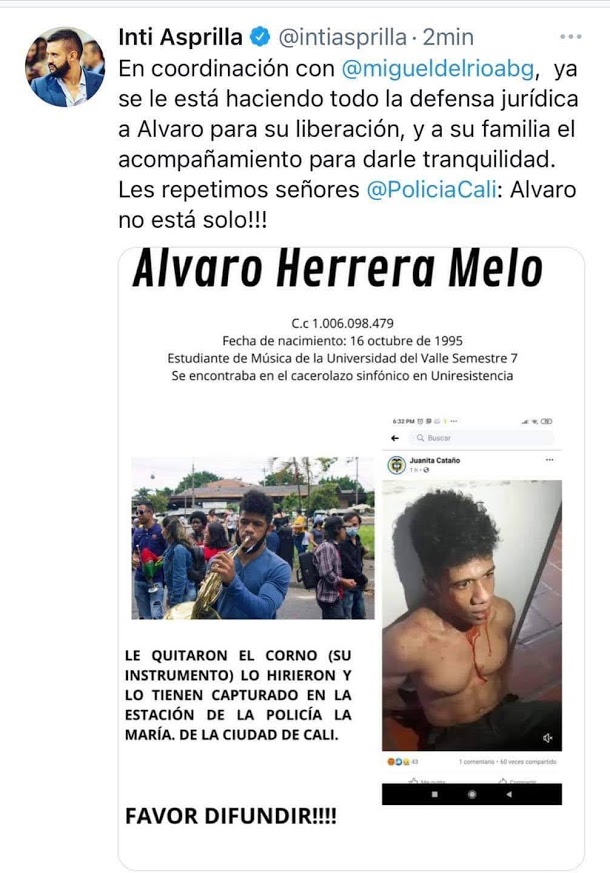 Inti Asprilla @intiasprilla · 2min
En coordinación con @migueldelrioabg, ya
se le está haciendo todo la defensa jurídica
a Alvaro para su liberación, y a su familia el
acompañamiento para darle tranquilidad.
Les repetimos señores @PoliciaCali: Alvaro
no está solo!!!
Alvaro Herrera Melo
C.c 1.006.098.479
Fecha de nacimiento: 16 octubre de 1995
Estudiante de Música de la Universidad del Valle Semestre 7
Se encontraba en el cacerolazo sinfónico en Uniresistencia
6:32 PM
Buscar
Juanita Cataño
1 h
LE QUITARON EL CORNO (SU
INSTRUMENTO) LO HIRIERON Y
LO TIENEN CAPTURADO EN LA
ESTACIÓN DE LA POLICÍA LA
MARÍA. DE LA CIUDAD DE CALI.
43
1 comentario · 60 veces compartido
Me gusta
Compartir
FAVOR DIFUNDIR!!!!